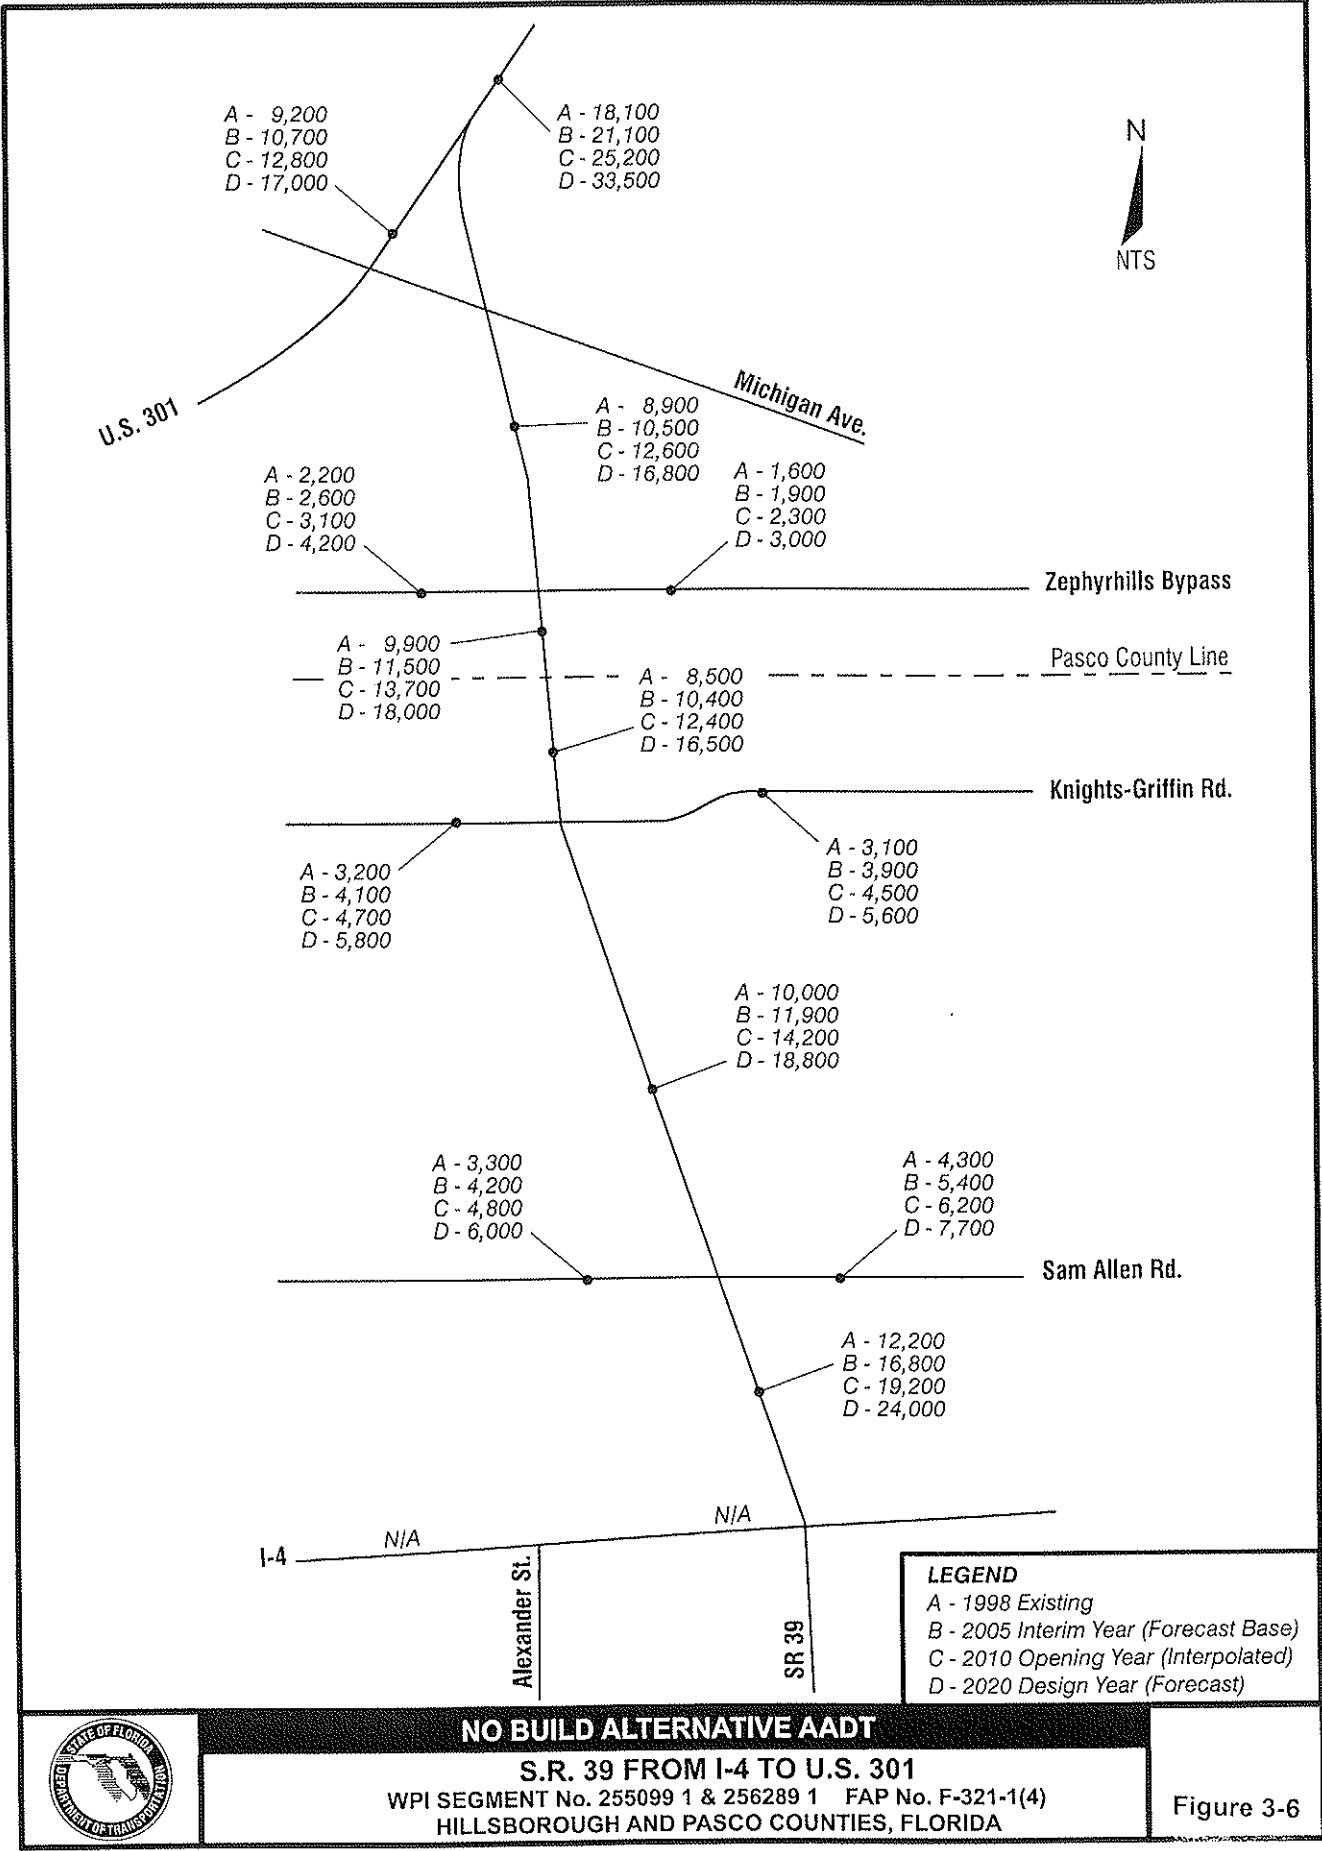 A - 9,200
B - 10,700
C - 12,800
D - 17,000
A - 18,100
B - 21,100
C - 25,200
D - 33,500
N
NTS
U.S. 301
Michigan Ave.
A - 8,900
B - 10,500
C - 12,600
D - 16,800
A - 2,200
B - 2,600
C - 3,100
D - 4,200
A - 1,600
B - 1,900
C - 2,300
D - 3,000
Zephyrhills Bypass
A - 9,900
B - 11,500
C - 13,700
D - 18,000
Pasco County Line
A - 8,500
B - 10,400
C - 12,400
D - 16,500
Knights-Griffin Rd.
A - 3,200
B - 4,100
C - 4,700
D - 5,800
A - 3,100
B - 3,900
C - 4,500
D - 5,600
A - 10,000
B - 11,900
C - 14,200
D - 18,800
A - 3,300
B - 4,200
C - 4,800
D - 6,000
A - 4,300
B - 5,400
C - 6,200
D - 7,700
Sam Allen Rd.
A - 12,200
B - 16,800
C - 19,200
D - 24,000
N/A
N/A
I-4
Alexander St.
SR 39
LEGEND
A - 1998 Existing
B - 2005 Interim Year (Forecast Base)
C - 2010 Opening Year (Interpolated)
D - 2020 Design Year (Forecast)
STATE OF FLORIDA
DEPARTMENT OF TRANSPORTATION
NO BUILD ALTERNATIVE AADT
S.R. 39 FROM I-4 TO U.S. 301
WPI SEGMENT No. 255099 1 & 256289 1 FAP No. F-321-1(4)
HILLSBOROUGH AND PASCO COUNTIES, FLORIDA
Figure 3-6